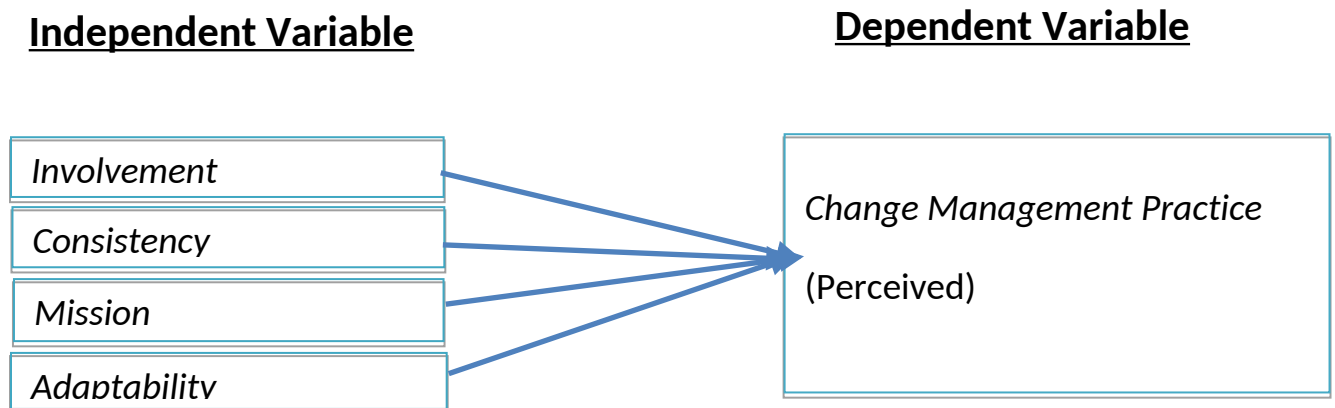 Independent Variable
Dependent Variable
Involvement
Consistency
Mission
Adaptability
Change Management Practice
(Perceived)